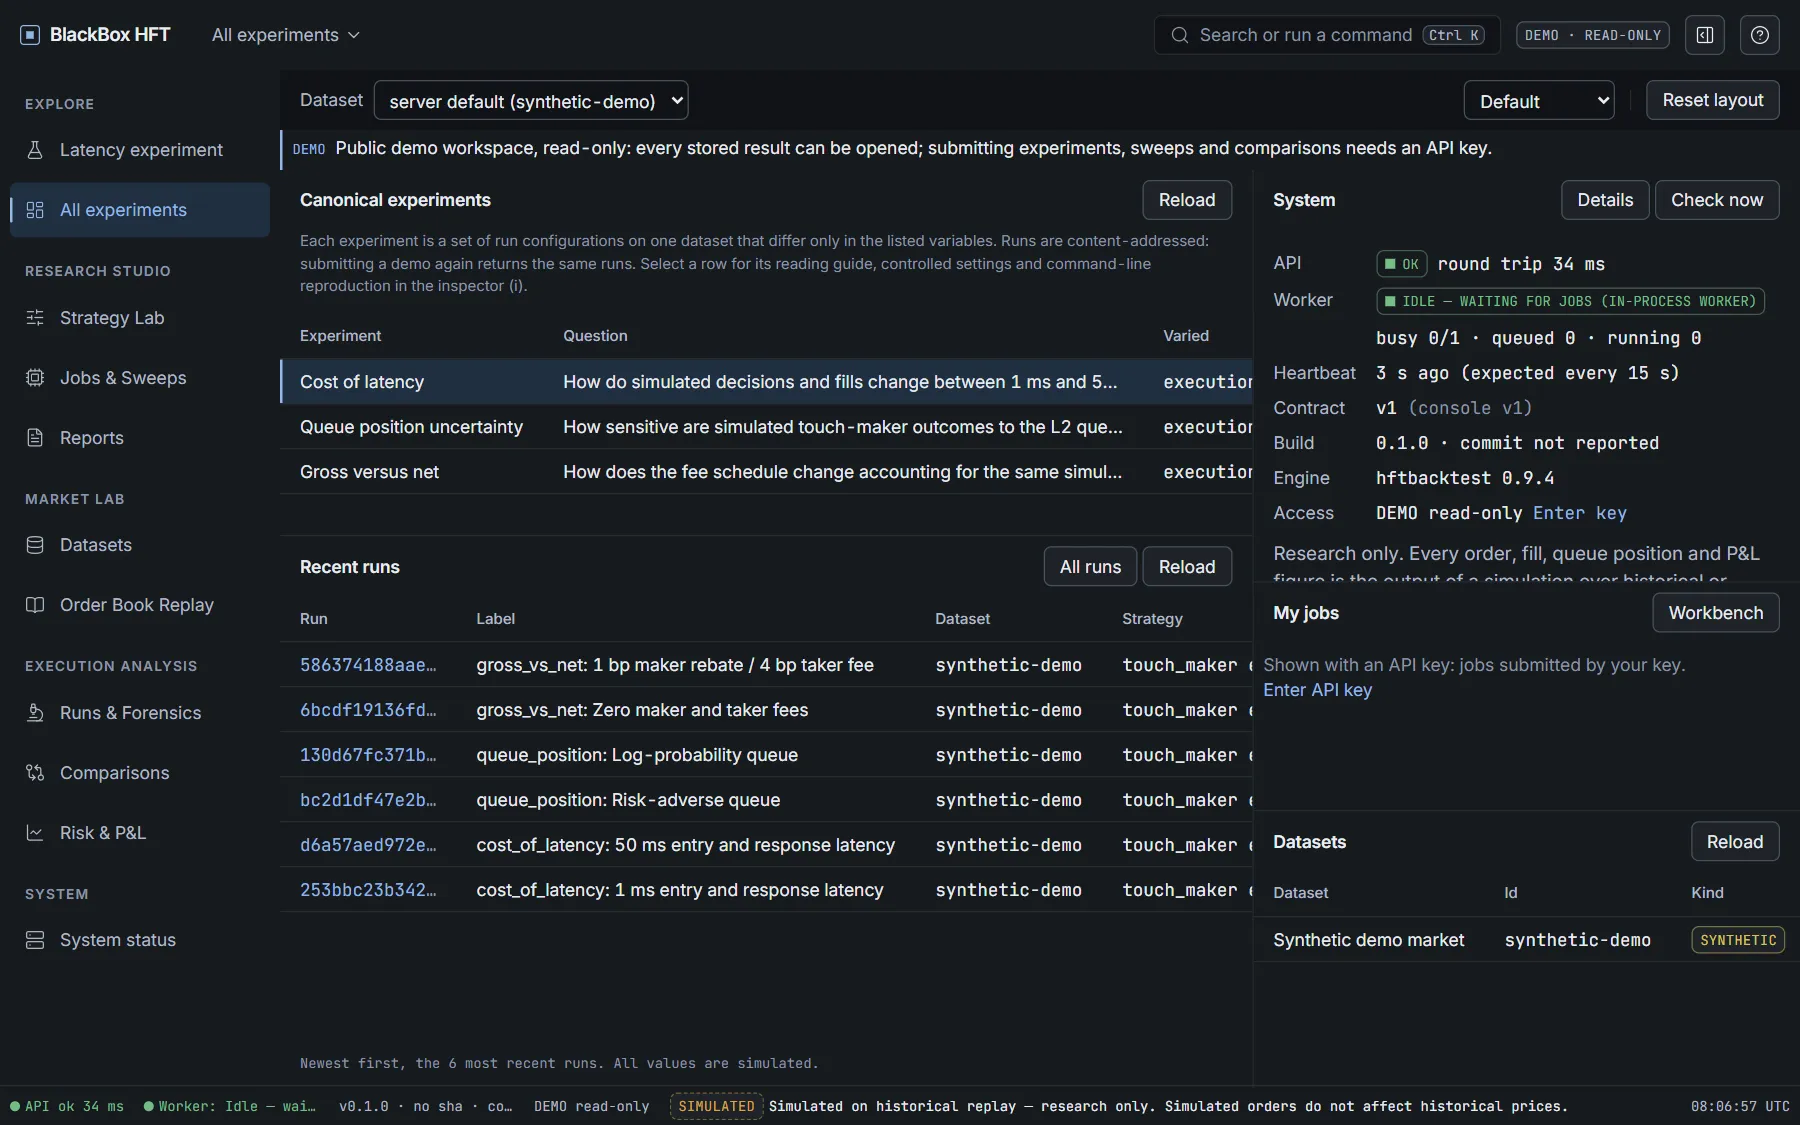 BlackBox HFT
All experiments
Search or run a command Ctrl K
DEMO · READ-ONLY
EXPLORE
Latency experiment
All experiments
RESEARCH STUDIO
Strategy Lab
Jobs & Sweeps
Reports
MARKET LAB
Datasets
Order Book Replay
EXECUTION ANALYSIS
Runs & Forensics
Comparisons
Risk & P&L
SYSTEM
System status
Dataset server default (synthetic-demo)
Default
Reset layout
DEMO Public demo workspace, read-only: every stored result can be opened; submitting experiments, sweeps and comparisons needs an API key.
Canonical experiments
Reload
Each experiment is a set of run configurations on one dataset that differ only in the listed variables. Runs are content-addressed:
submitting a demo again returns the same runs. Select a row for its reading guide, controlled settings and command-line
reproduction in the inspector (i).
Experiment Question Varied
Cost of latency How do simulated decisions and fills change between 1 ms and 5… execution
Queue position uncertainty How sensitive are simulated touch-maker outcomes to the L2 que… execution
Gross versus net How does the fee schedule change accounting for the same simul… execution
Recent runs
All runs
Reload
Run Label Dataset Strategy
586374188aae… gross_vs_net: 1 bp maker rebate / 4 bp taker fee synthetic-demo touch_maker
6bcdf19136fd… gross_vs_net: Zero maker and taker fees synthetic-demo touch_maker
130d67fc371b… queue_position: Log-probability queue synthetic-demo touch_maker
bc2d1df47e2b… queue_position: Risk-adverse queue synthetic-demo touch_maker
d6a57aed972e… cost_of_latency: 50 ms entry and response latency synthetic-demo touch_maker
253bbc23b342… cost_of_latency: 1 ms entry and response latency synthetic-demo touch_maker
Newest first, the 6 most recent runs. All values are simulated.
System
Details
Check now
API OK round trip 34 ms
Worker IDLE — WAITING FOR JOBS (IN-PROCESS WORKER)
busy 0/1 · queued 0 · running 0
Heartbeat 3 s ago (expected every 15 s)
Contract v1 (console v1)
Build 0.1.0 · commit not reported
Engine hftbacktest 0.9.4
Access DEMO read-only Enter key
Research only. Every order, fill, queue position and P&L
figure is the output of a simulation over historical or
My jobs
Workbench
Shown with an API key: jobs submitted by your key.
Enter API key
Datasets
Reload
Dataset Id Kind
Synthetic demo market synthetic-demo SYNTHETIC
API ok 34 ms
Worker: Idle — wai…
v0.1.0 · no sha · co…
DEMO read-only
SIMULATED Simulated on historical replay — research only. Simulated orders do not affect historical prices.
08:06:57 UTC